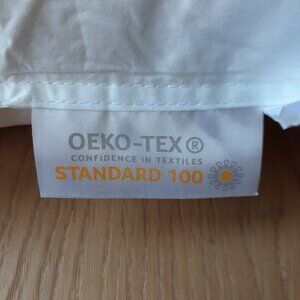 OEKO-TEX®
CONFIDENCE IN TEXTILES
STANDARD 100